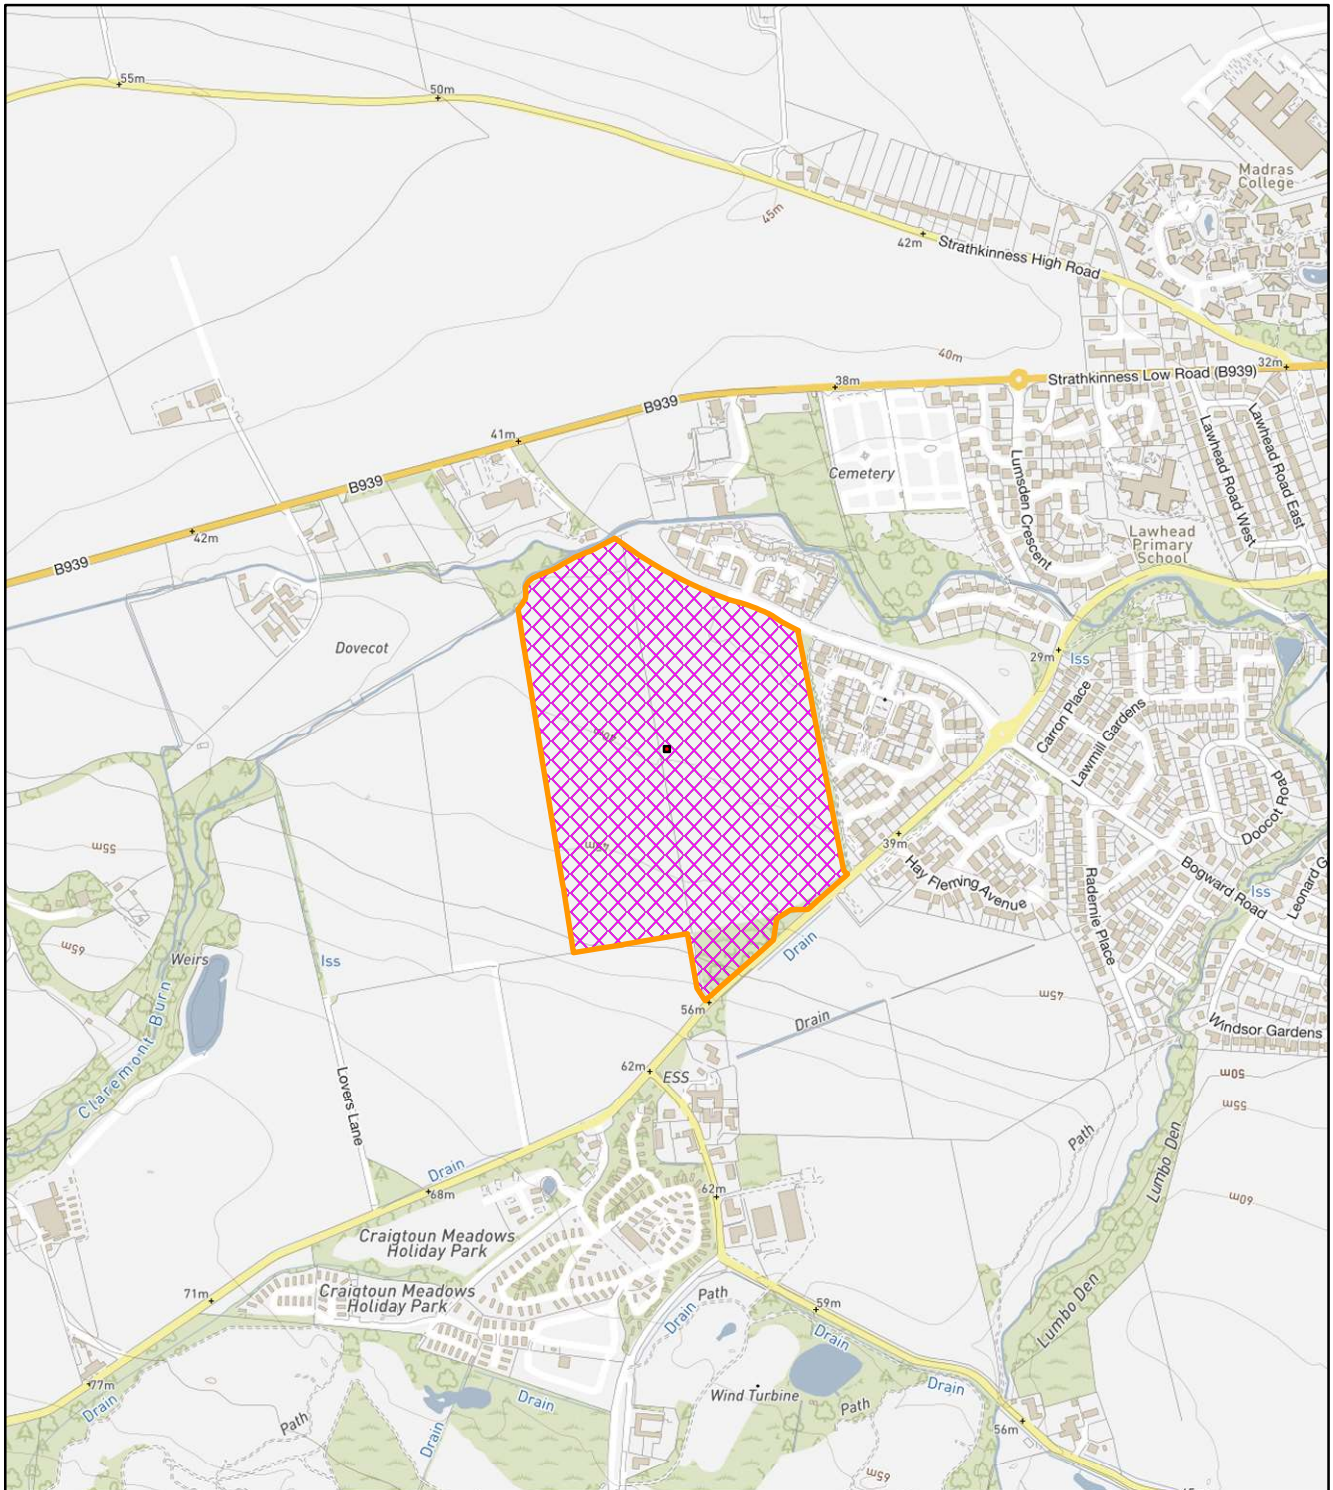 55m
50m
Madras
College
45m
42m
Strathkinness High Road
40m
32m
38m
Strathkinness Low Road (B939)
B939
41m
Lawhead Road West
Lawhead Road East
Lumsden Crescent
Cemetery
B939
42m
Lawhead
Primary
School
B939
Dovecot
29m
Iss
Carron Place
Lawmill Gardens
Doocot Road
55m
45m
39m
Hay Fleming Avenue
Bogward Road
Iss
Radernie Place
65m
Weirs
Iss
Drain
56m
45m
Drain
Windsor Gardens
Claremont Burn
62m
ESS
50m
55m
Lovers Lane
Path
Lumbo Den
Drain
68m
62m
60m
Craigtoun Meadows
Holiday Park
71m
Craigtoun Meadows
Holiday Park
Path
59m
Drain
Drain
Lumbo Den
77m
Drain
Wind Turbine
Drain
Path
Drain
Path
Drain
56m
65m